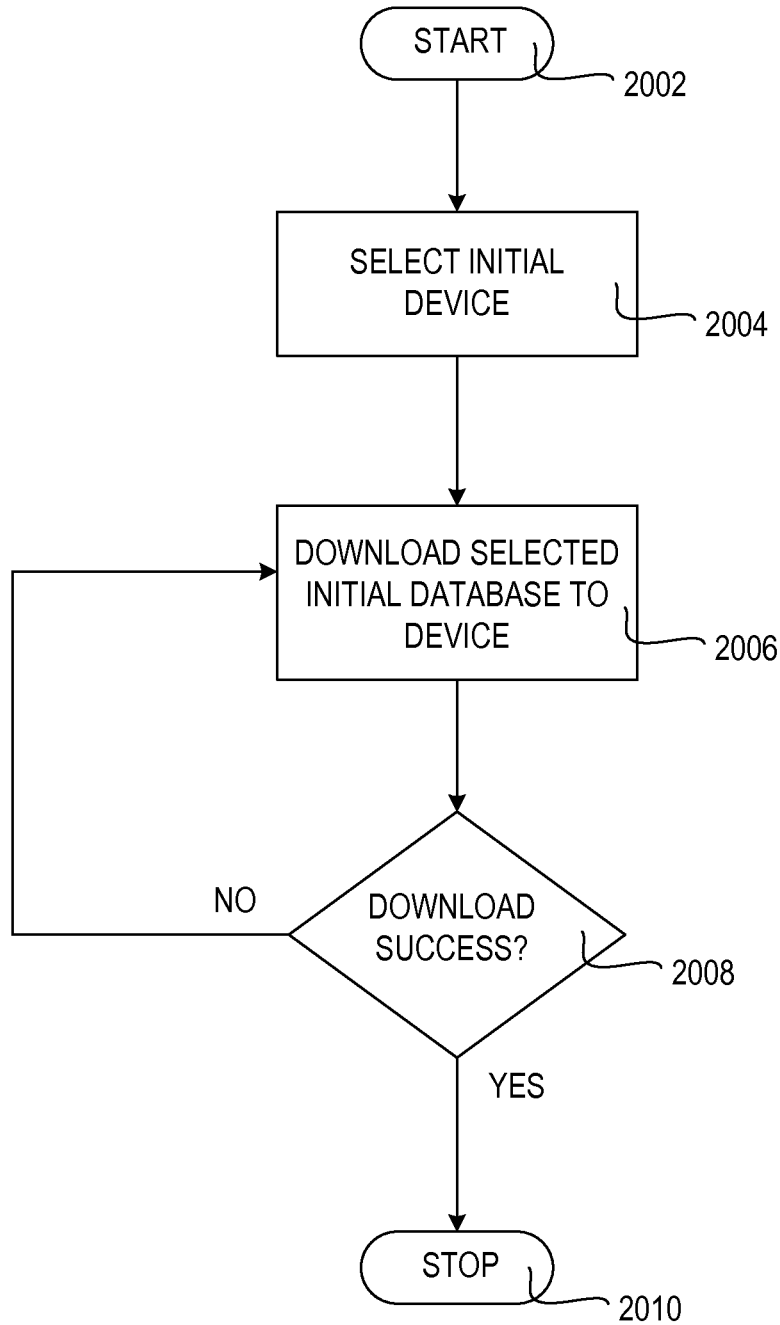 START
2002
SELECT INITIAL
DEVICE
2004
DOWNLOAD SELECTED
INITIAL DATABASE TO
DEVICE
2006
NO
DOWNLOAD
SUCCESS?
2008
YES
STOP
2010